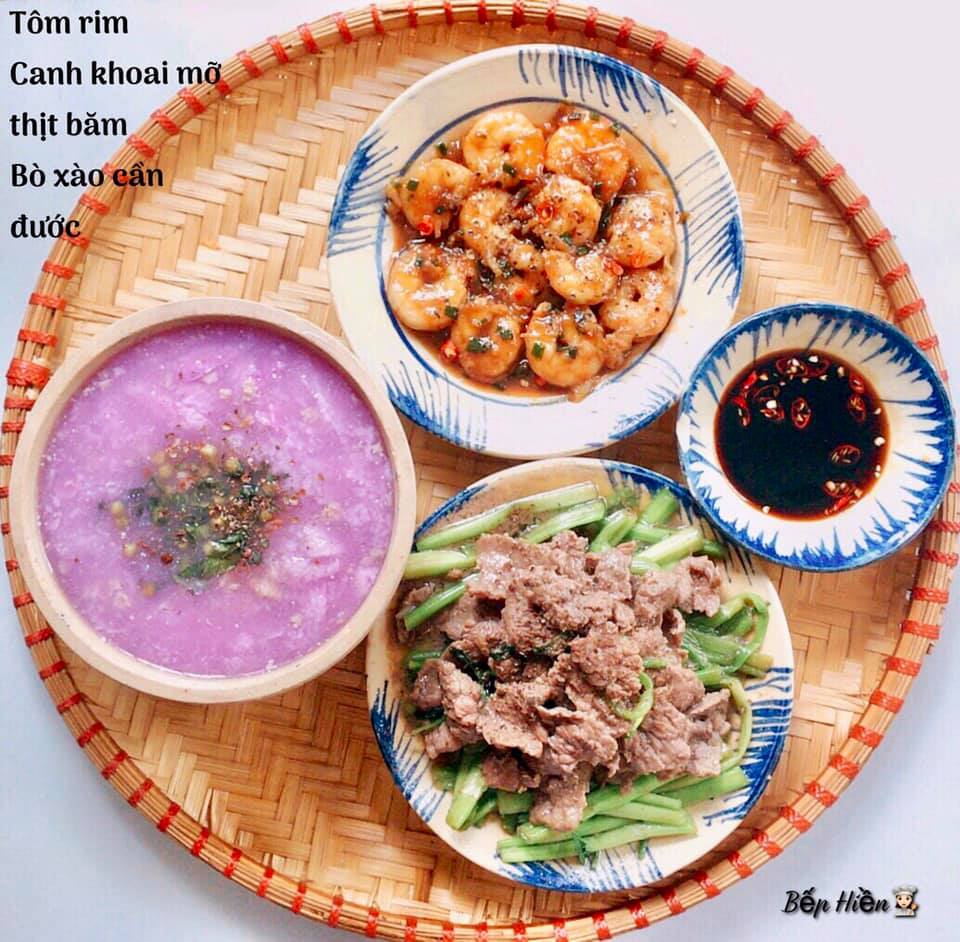 Tôm rim
Canh khoai mỡ
thịt băm
Bò xào cần
đước
Bếp Hiền